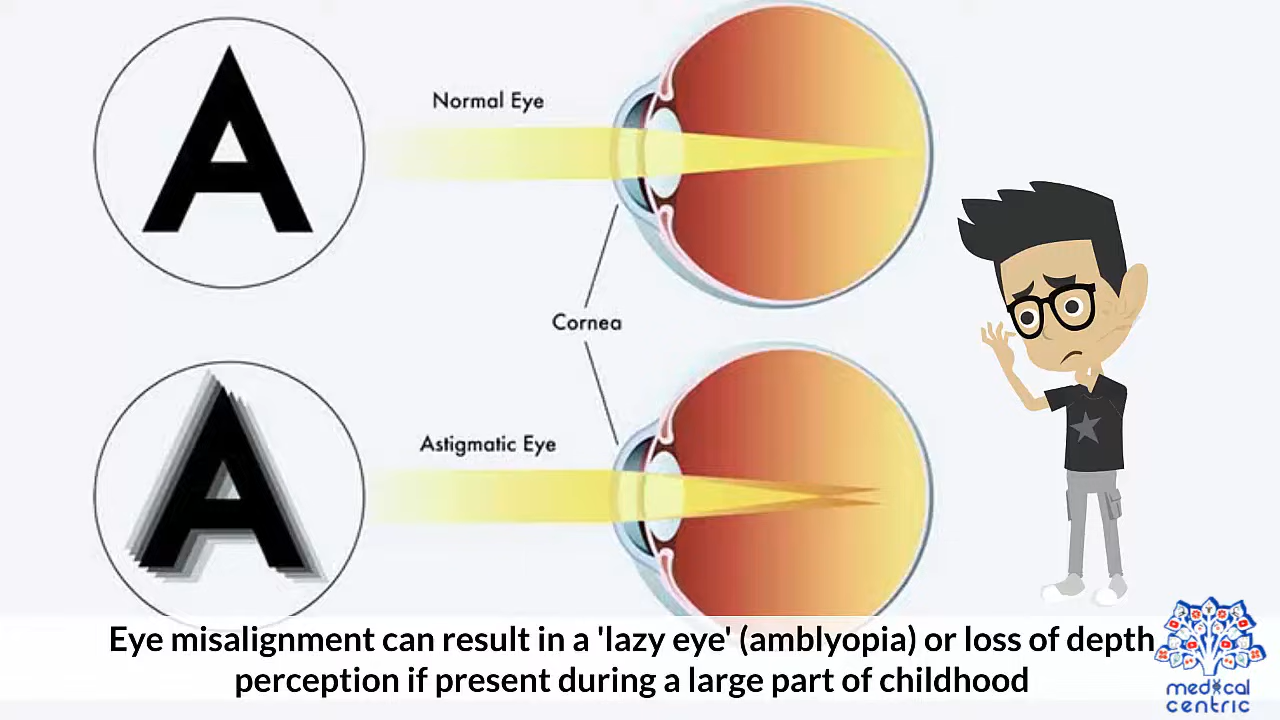 A
Normal Eye
Cornea
A
Astigmatic Eye
Eye misalignment can result in a 'lazy eye' (amblyopia) or loss of depth
perception if present during a large part of childhood
medical
centric